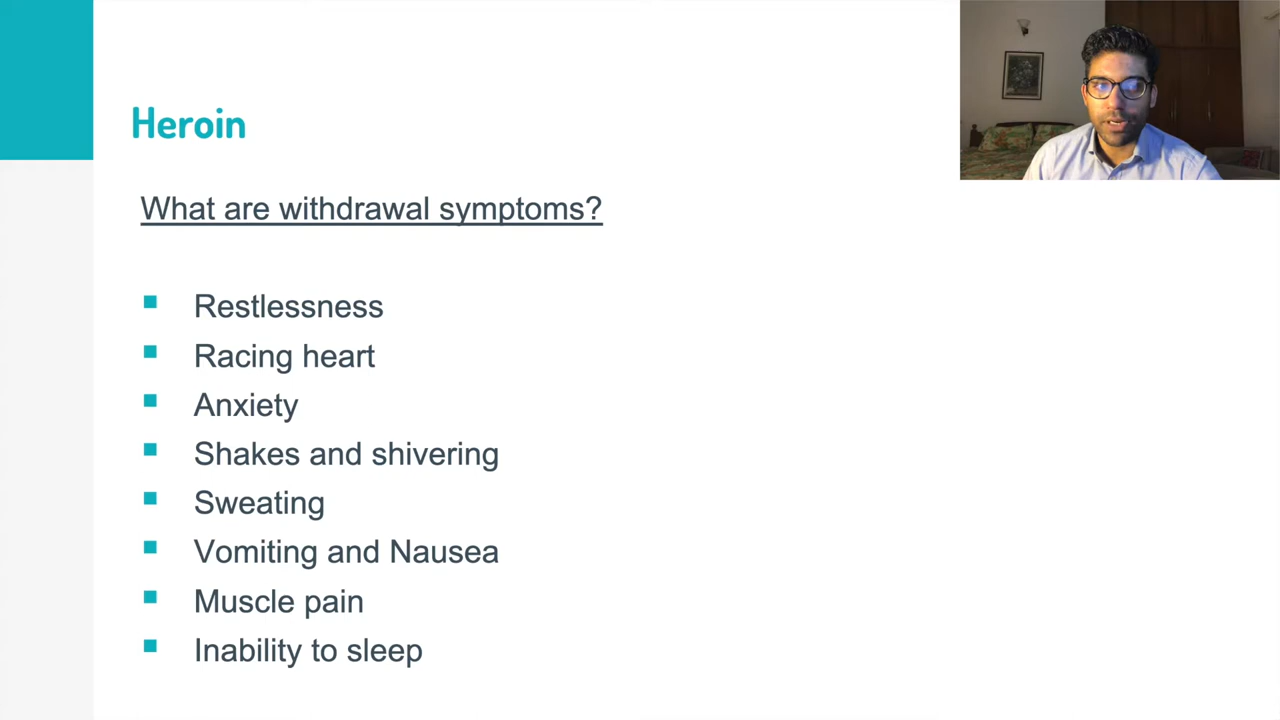 Heroin
What are withdrawal symptoms?
Restlessness
Racing heart
Anxiety
Shakes and shivering
Sweating
Vomiting and Nausea
Muscle pain
Inability to sleep